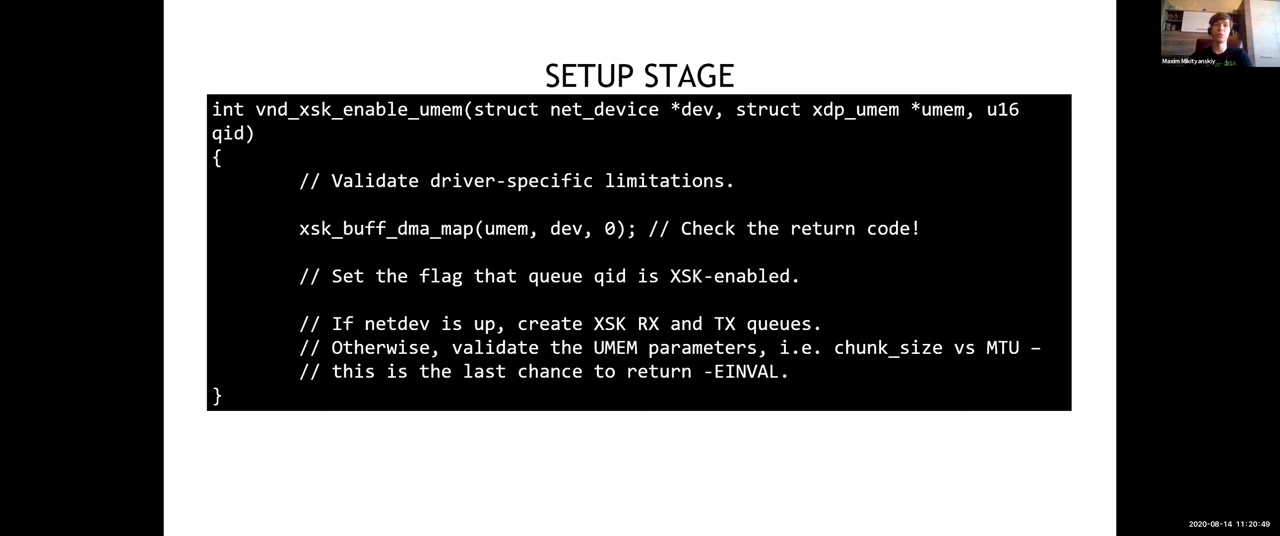 SETUP STAGE
int vnd_xsk_enable_umem(struct net_device *dev, struct xdp_umem *umem, u16
qid)
{
// Validate driver-specific limitations.
xsk_buff_dma_map(umem, dev, 0); // Check the return code!
// Set the flag that queue qid is XSK-enabled.
// If netdev is up, create XSK RX and TX queues.
// Otherwise, validate the UMEM parameters, i.e. chunk_size vs MTU –
// this is the last chance to return -EINVAL.
}
Maxim Mikityanskiy
2020-08-14 11:20:49